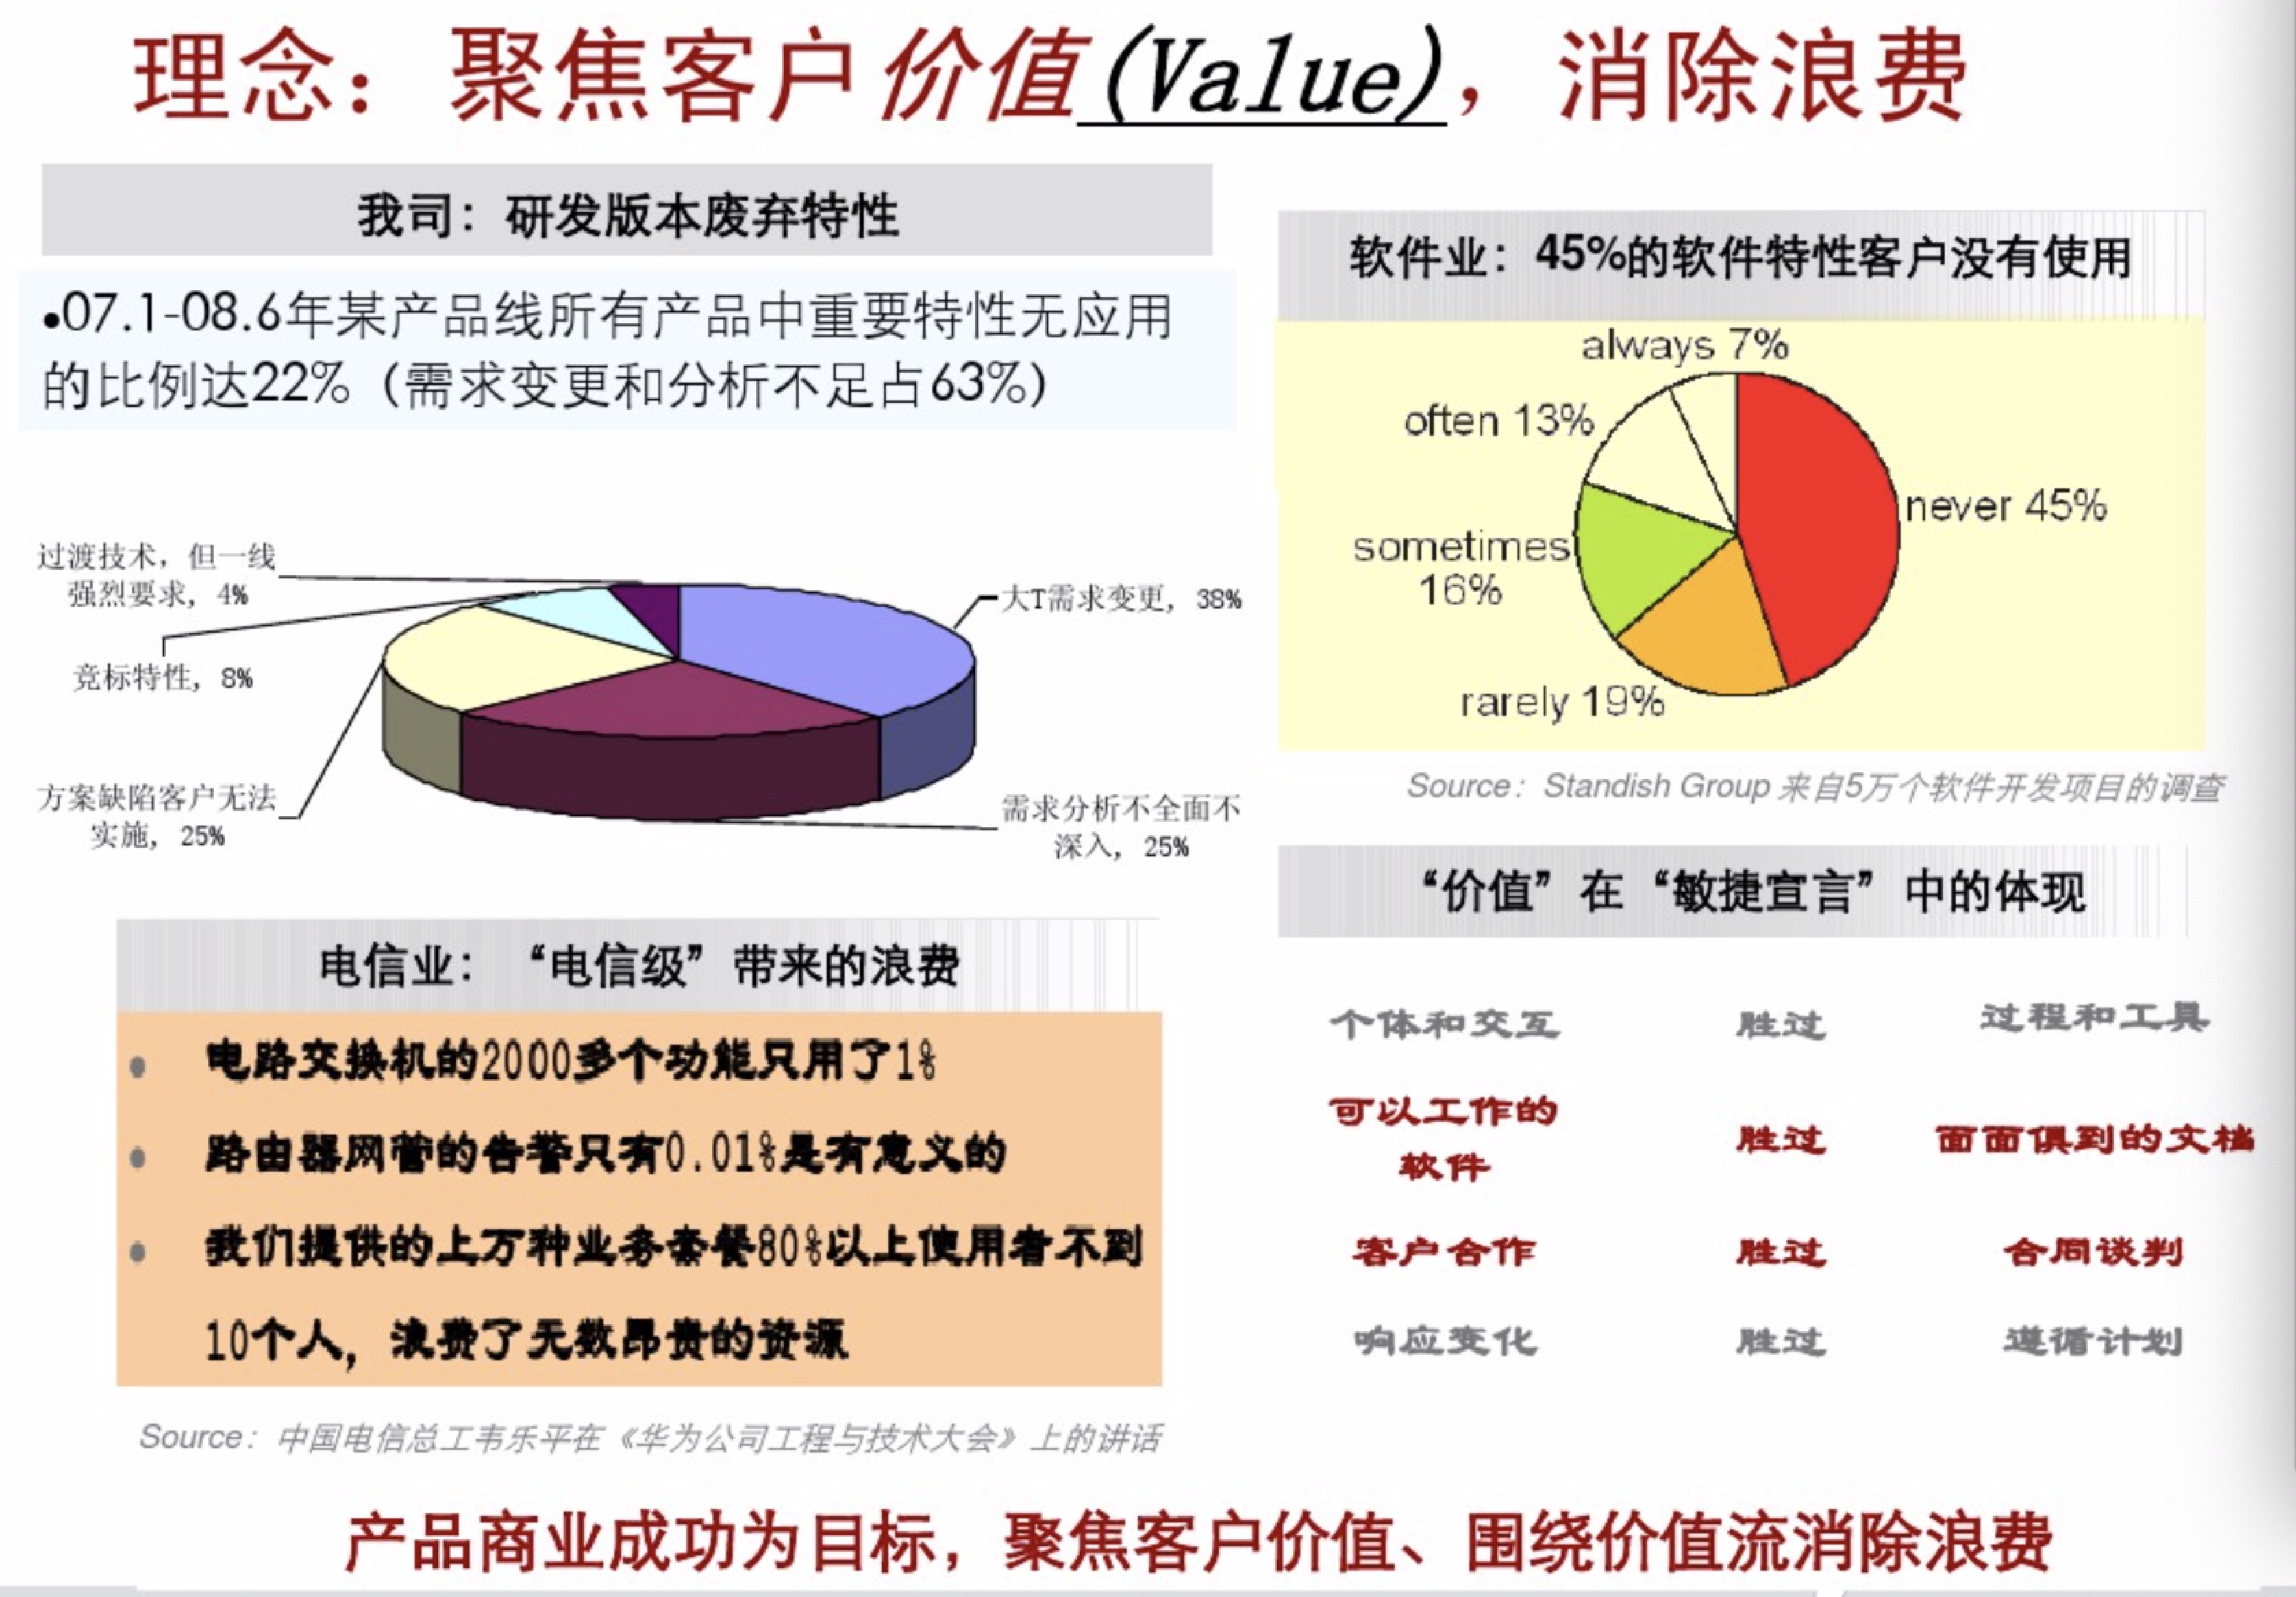 理念：聚焦客户价值(Value)，消除浪费
我司：研发版本废弃特性
•07.1-08.6年某产品线所有产品中重要特性无应用
的比例达22%（需求变更和分析不足占63%）
过渡技术，但一线
强烈要求，4%
竞标特性，8%
方案缺陷客户无法
实施，25%
大T需求变更，38%
需求分析不全面不
深入，25%
电信业：“电信级”带来的浪费
• 电路交换机的2000多个功能只用了1%
• 路由器网管的告警只有0.01%是有意义的
• 我们提供的上万种业务套餐80%以上使用者不到
10个人，浪费了无数昂贵的资源
Source：中国电信总工韦乐平在《华为公司工程与技术大会》上的讲话
软件业：45%的软件特性客户没有使用
always 7%
often 13%
never 45%
sometimes
16%
rarely 19%
Source：Standish Group 来自5万个软件开发项目的调查
“价值”在“敏捷宣言”中的体现
个体和交互 胜过 过程和工具
可以工作的
软件 胜过 面面俱到的文档
客户合作 胜过 合同谈判
响应变化 胜过 遵循计划
产品商业成功为目标，聚焦客户价值、围绕价值流消除浪费